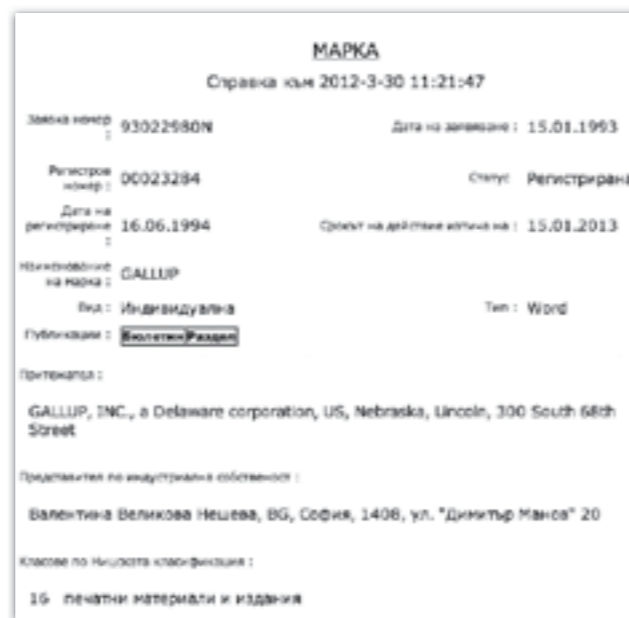 МАРКА
Справка към 2012-3-30 11:21:47
Заявка номер : 93022980N Дата на заявяване : 15.01.1993
Регистров номер : 00023284 Статус Регистрирана
Дата на регистриране : 16.06.1994 Срокът на действие изтича на : 15.01.2013
Наименование на марка : GALLUP
Вид : Индивидуална Тип : Word
Публикации : Бюлетин Раздел
Притежател :
GALLUP, INC., a Delaware corporation, US, Nebraska, Lincoln, 300 South 68th
Street
Представител по индустриална собственост :
Валентина Великова Нешева, BG, София, 1408, ул. "Димитър Манов" 20
Класове по Ницската класификация :
16 печатни материали и издания